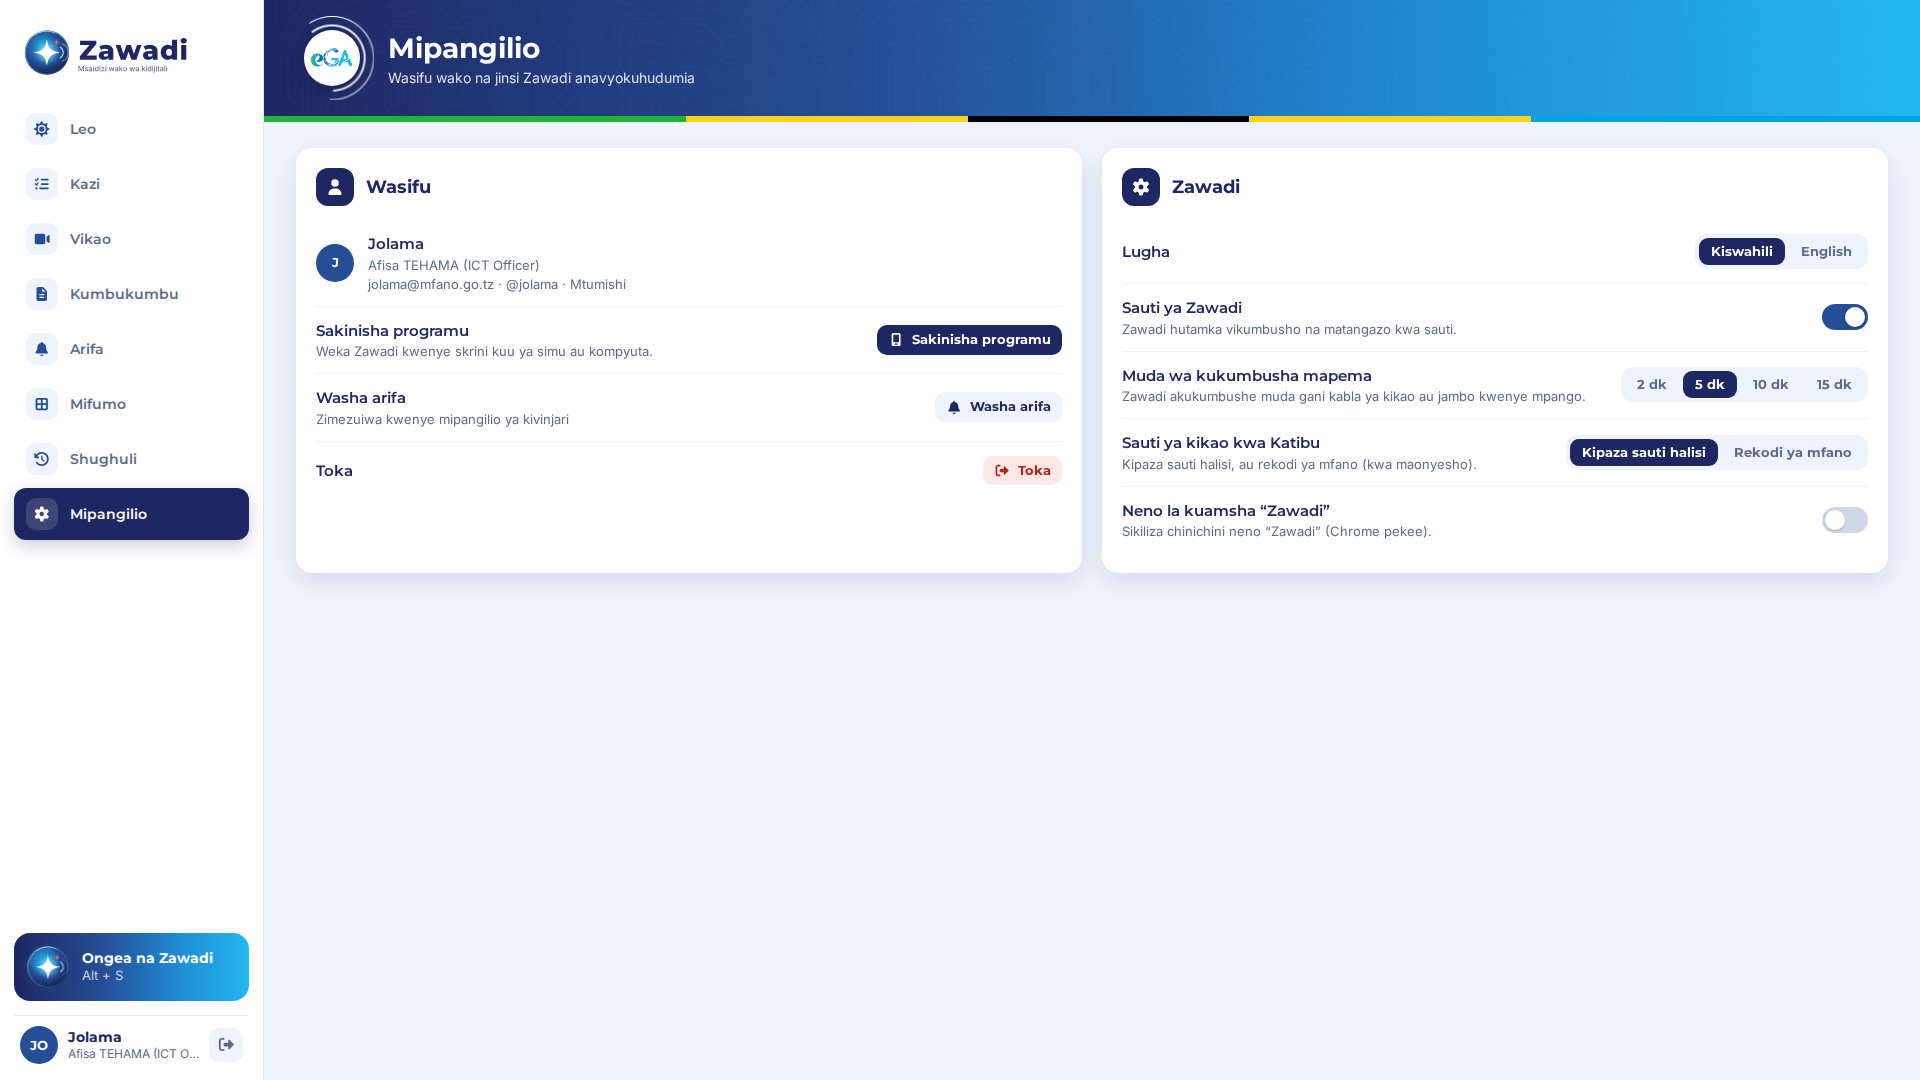 Zawadi
Msaidizi wako wa kidijitali
Leo
Kazi
Vikao
Kumbukumbu
Arifa
Mifumo
Shughuli
Mipangilio
Ongea na Zawadi
Alt + S
JO
Jolama
Afisa TEHAMA (ICT O...
eGA
Mipangilio
Wasifu wako na jinsi Zawadi anavyokuhudumia
Wasifu
J
Jolama
Afisa TEHAMA (ICT Officer)
jolama@mfano.go.tz · @jolama · Mtumishi
Sakinisha programu
Weka Zawadi kwenye skrini kuu ya simu au kompyuta.
Sakinisha programu
Washa arifa
Zimezuiwa kwenye mipangilio ya kivinjari
Washa arifa
Toka
Toka
Zawadi
Lugha
Kiswahili English
Sauti ya Zawadi
Zawadi hutamka vikumbusho na matangazo kwa sauti.
Muda wa kukumbusha mapema
Zawadi akukumbushe muda gani kabla ya kikao au jambo kwenye mpango.
2 dk 5 dk 10 dk 15 dk
Sauti ya kikao kwa Katibu
Kipaza sauti halisi, au rekodi ya mfano (kwa maonyesho).
Kipaza sauti halisi Rekodi ya mfano
Neno la kuamsha “Zawadi”
Sikiliza chinichini neno “Zawadi” (Chrome pekee).